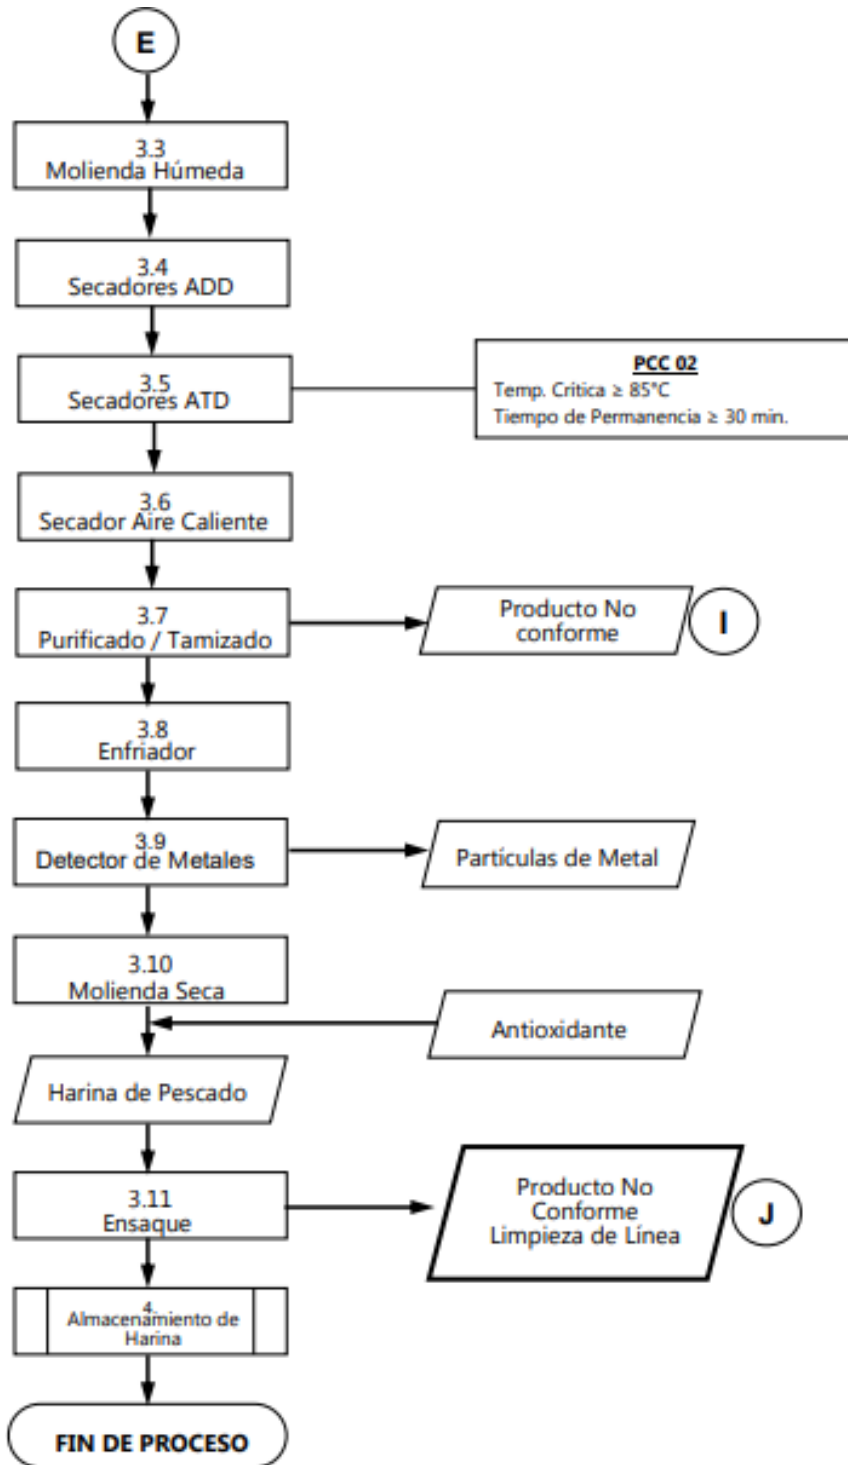 E
3.3
Molienda Húmeda
3.4
Secadores ADD
3.5
Secadores ATD
PCC 02
Temp. Crítica ≥ 85°C
Tiempo de Permanencia ≥ 30 min.
3.6
Secador Aire Caliente
3.7
Purificado / Tamizado
Producto No
conforme
I
3.8
Enfriador
3.9
Detector de Metales
Partículas de Metal
3.10
Molienda Seca
Antioxidante
Harina de Pescado
3.11
Ensaque
Producto No
Conforme
Limpieza de Línea
J
4.
Almacenamiento de
Harina
FIN DE PROCESO